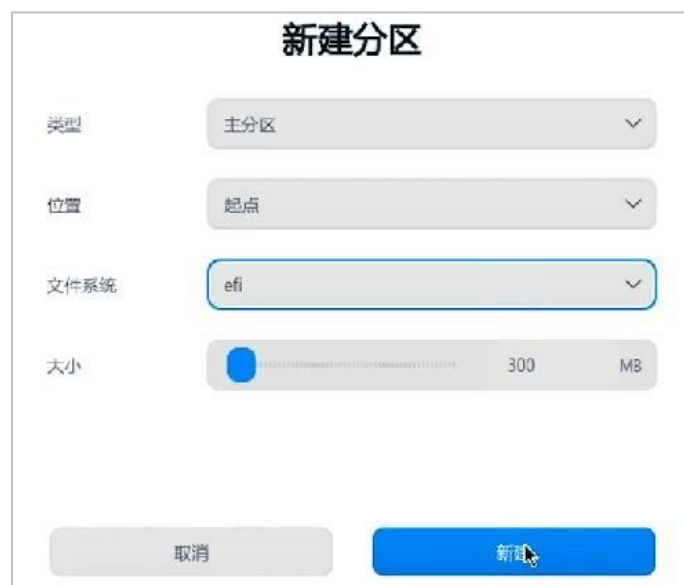 新建分区
类型 主分区
位置 起点
文件系统 efi
大小 300 MB
取消 新建